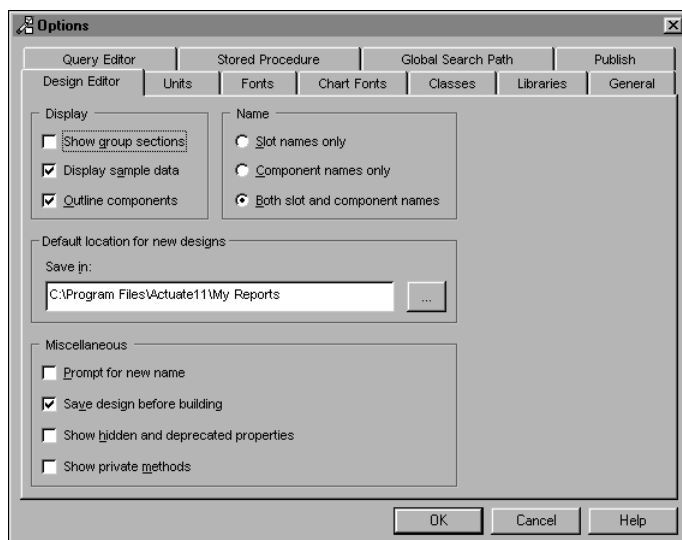 Options
Query Editor
Stored Procedure
Global Search Path
Publish
Design Editor
Units
Fonts
Chart Fonts
Classes
Libraries
General
Display
Show group sections
Display sample data
Outline components
Name
Slot names only
Component names only
Both slot and component names
Default location for new designs
Save in:
C:\Program Files\Actuate11\My Reports
...
Miscellaneous
Prompt for new name
Save design before building
Show hidden and deprecated properties
Show private methods
OK
Cancel
Help